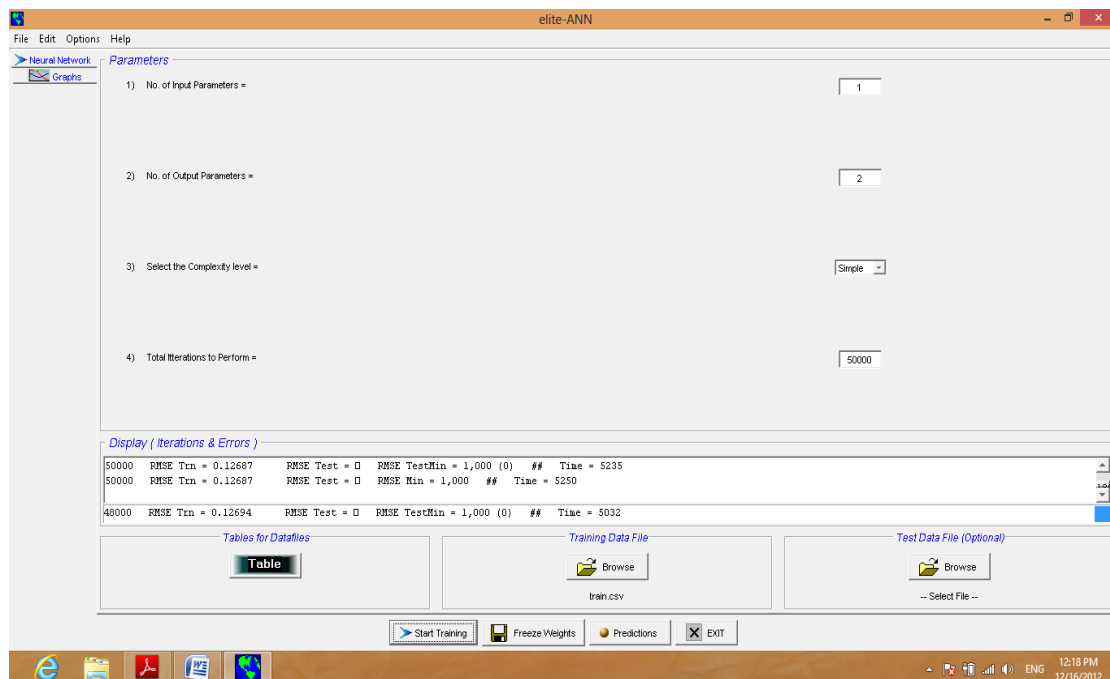 elite-ANN
File Edit Options Help
Neural Network
Graphs
Parameters
1) No. of Input Parameters = 1
2) No. of Output Parameters = 2
3) Select the Complexity level = Simple
4) Total Itterations to Perform = 50000
Display ( Iterations & Errors )
50000 RMSE Trn = 0.12687 RMSE Test = □ RMSE TestMin = 1,000 (0) ## Time = 5235
50000 RMSE Trn = 0.12687 RMSE Test = □ RMSE Min = 1,000 ## Time = 5250
48000 RMSE Trn = 0.12694 RMSE Test = □ RMSE TestMin = 1,000 (0) ## Time = 5032
Tables for Datafiles
Table
Training Data File
Browse
train.csv
Test Data File (Optional)
Browse
-- Select File --
Start Training Freeze Weights Predictions EXIT
ENG 12:18 PM
12/16/2012